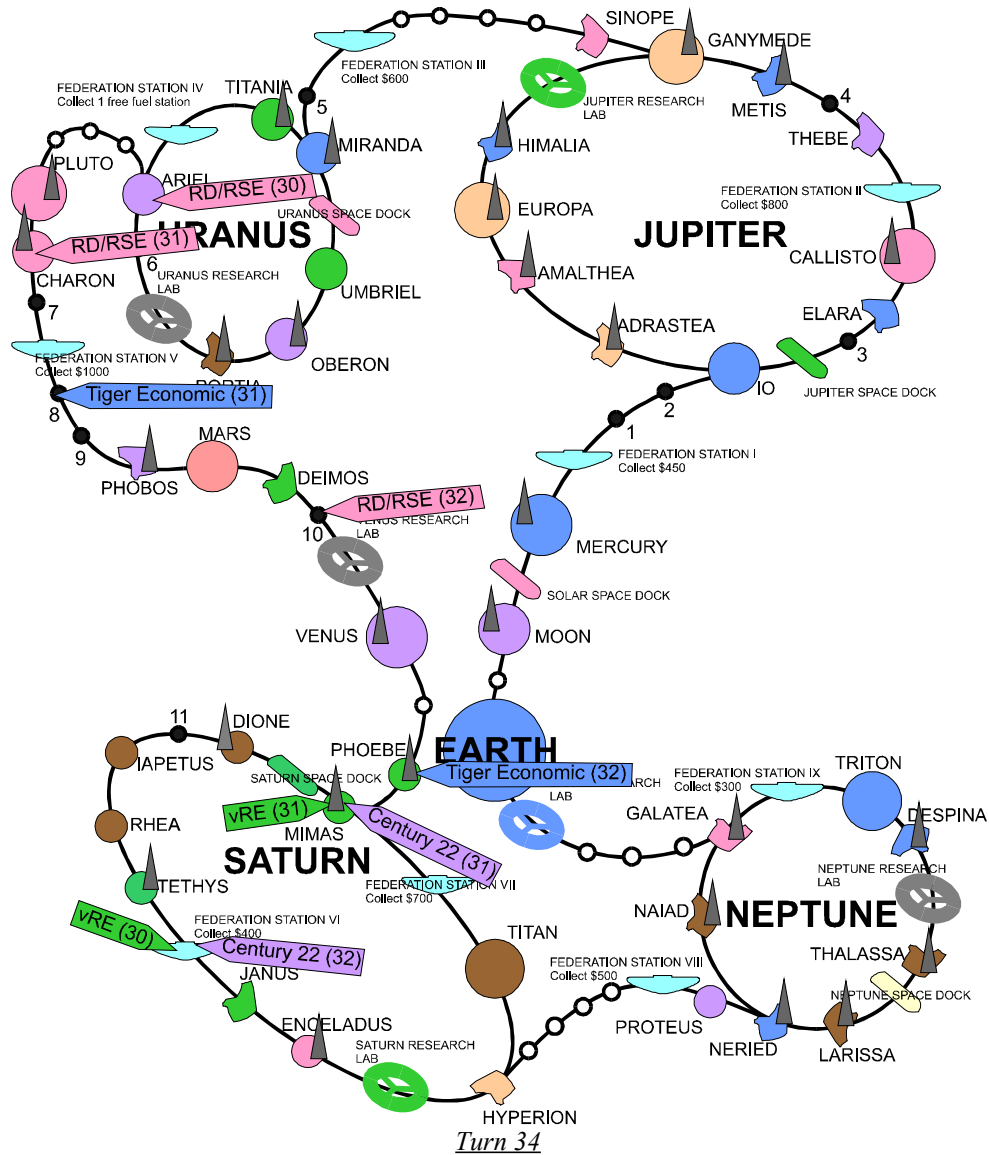 SINOPE
GANYMEDE
FEDERATION STATION III
Collect $600
FEDERATION STATION IV
Collect 1 free fuel station
TITANIA
5
JUPITER RESEARCH
LAB
METIS
4
THEBE
PLUTO
MIRANDA
HIMALIA
ARIEL
RD/RSE (30)
FEDERATION STATION II
Collect $800
URANUS SPACE DOCK
EUROPA
RD/RSE (31)
URANUS
JUPITER
CALLISTO
6
CHARON
URANUS RESEARCH
LAB
AMALTHEA
UMBRIEL
7
ELARA
ADRASTEA
3
FEDERATION STATION V
Collect $1000
OBERON
PORTIA
IO
JUPITER SPACE DOCK
Tiger Economic (31)
8
2
1
9
MARS
FEDERATION STATION I
Collect $450
PHOBOS
DEIMOS
RD/RSE (32)
VENUS RESEARCH
LAB
10
MERCURY
SOLAR SPACE DOCK
VENUS
MOON
11
DIONE
PHOEBE
EARTH
IAPETUS
SATURN SPACE DOCK
Tiger Economic (32)
FEDERATION STATION IX
Collect $300
TRITON
LAB
GALATEA
DESPINA
vRE (31)
MIMAS
Century 22 (31)
RHEA
SATURN
FEDERATION STATION VII
Collect $700
NEPTUNE RESEARCH
LAB
TETHYS
NAIAD
NEPTUNE
vRE (30)
FEDERATION STATION VI
Collect $400
Century 22 (32)
TITAN
THALASSA
JANUS
FEDERATION STATION VIII
Collect $500
NEPTUNE SPACE DOCK
ENCELADUS
PROTEUS
SATURN RESEARCH
LAB
NERIED
LARISSA
HYPERION
Turn 34